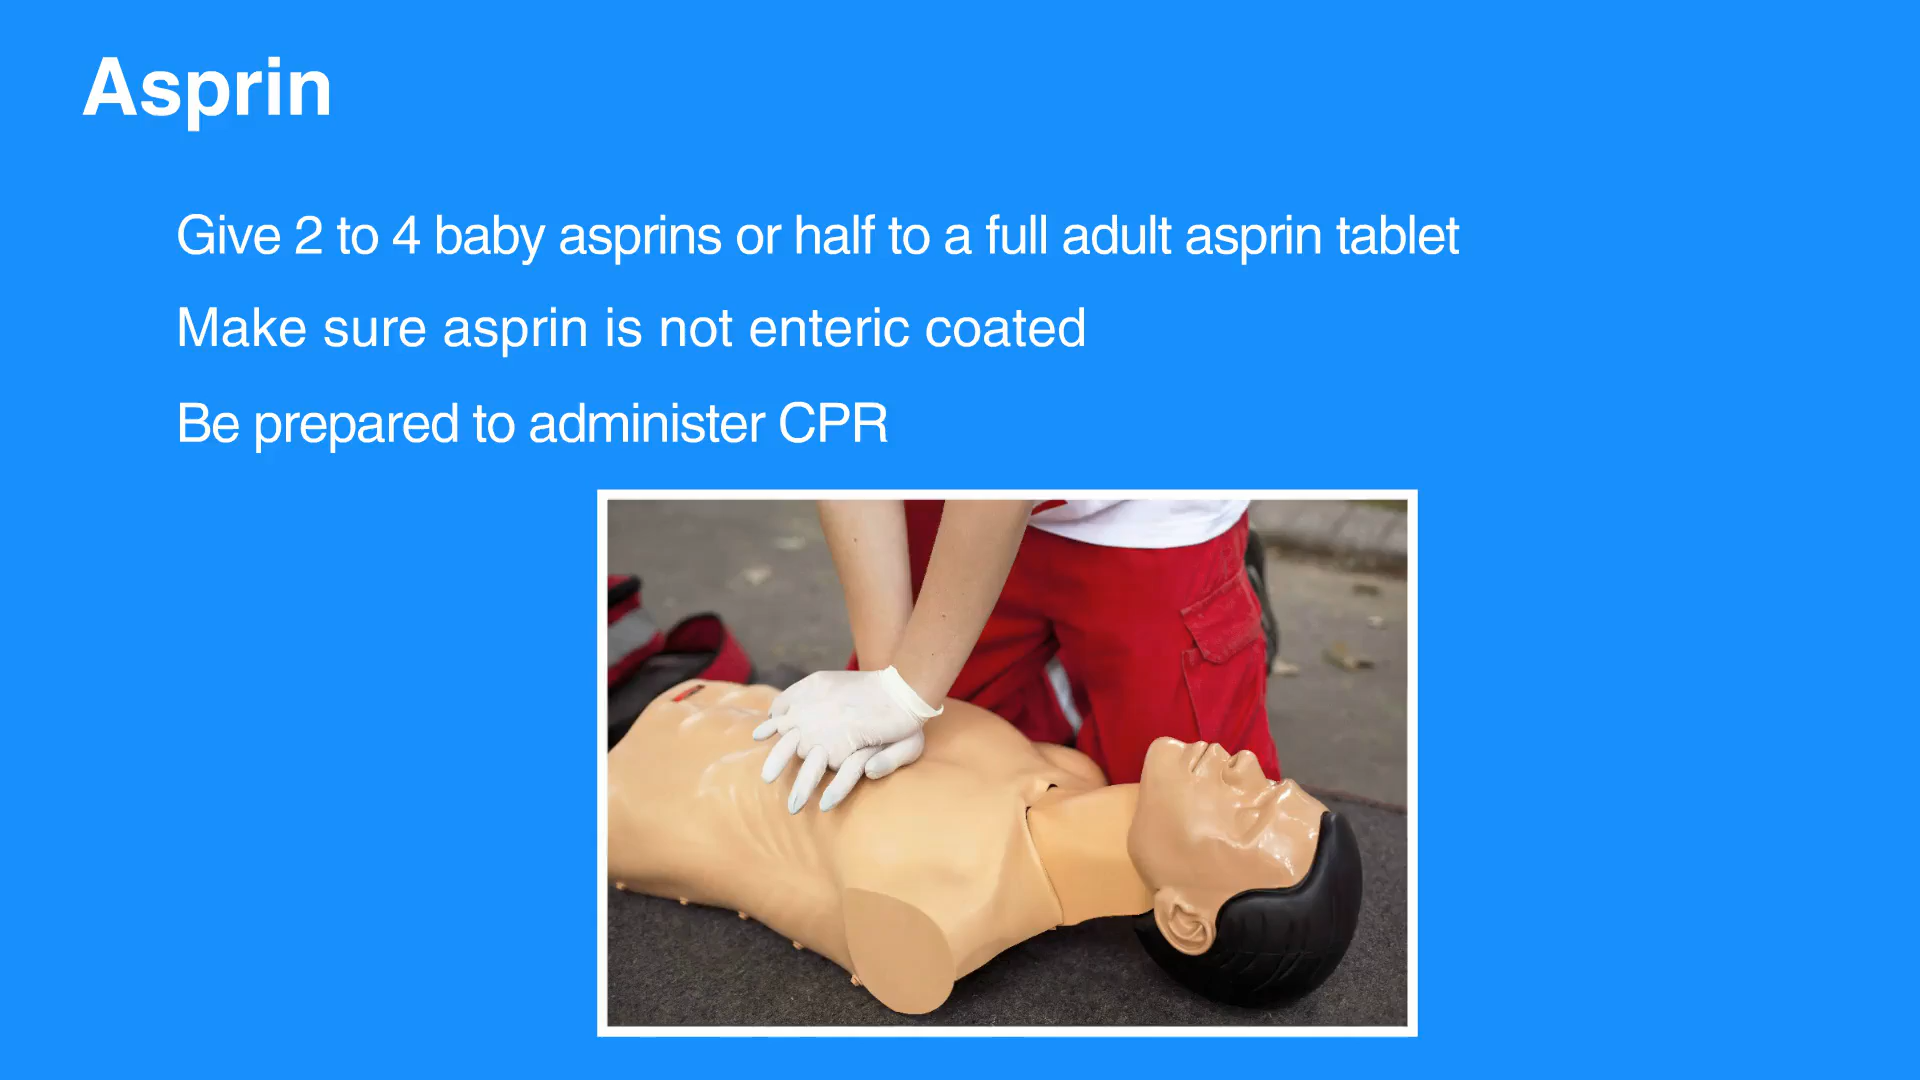 Asprin
Give 2 to 4 baby asprins or half to a full adult asprin tablet
Make sure asprin is not enteric coated
Be prepared to administer CPR